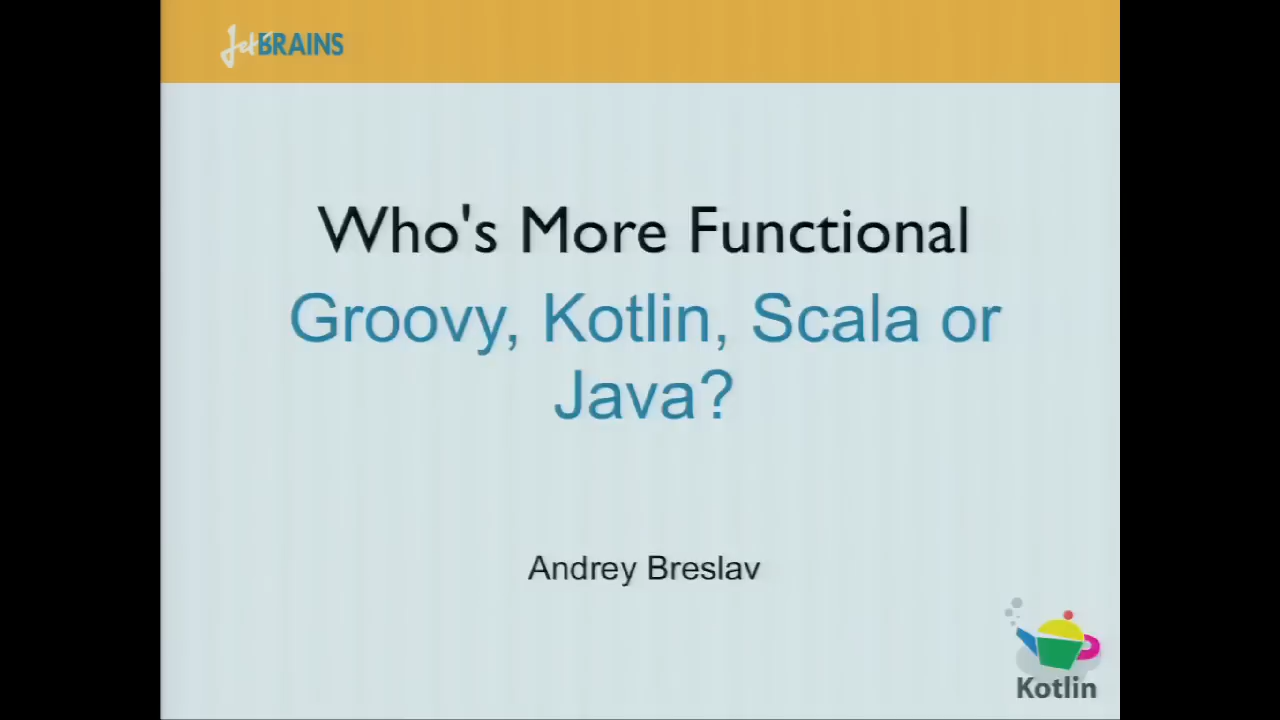 JetBRAINS
Who's More Functional
Groovy, Kotlin, Scala or
Java?
Andrey Breslav
Kotlin